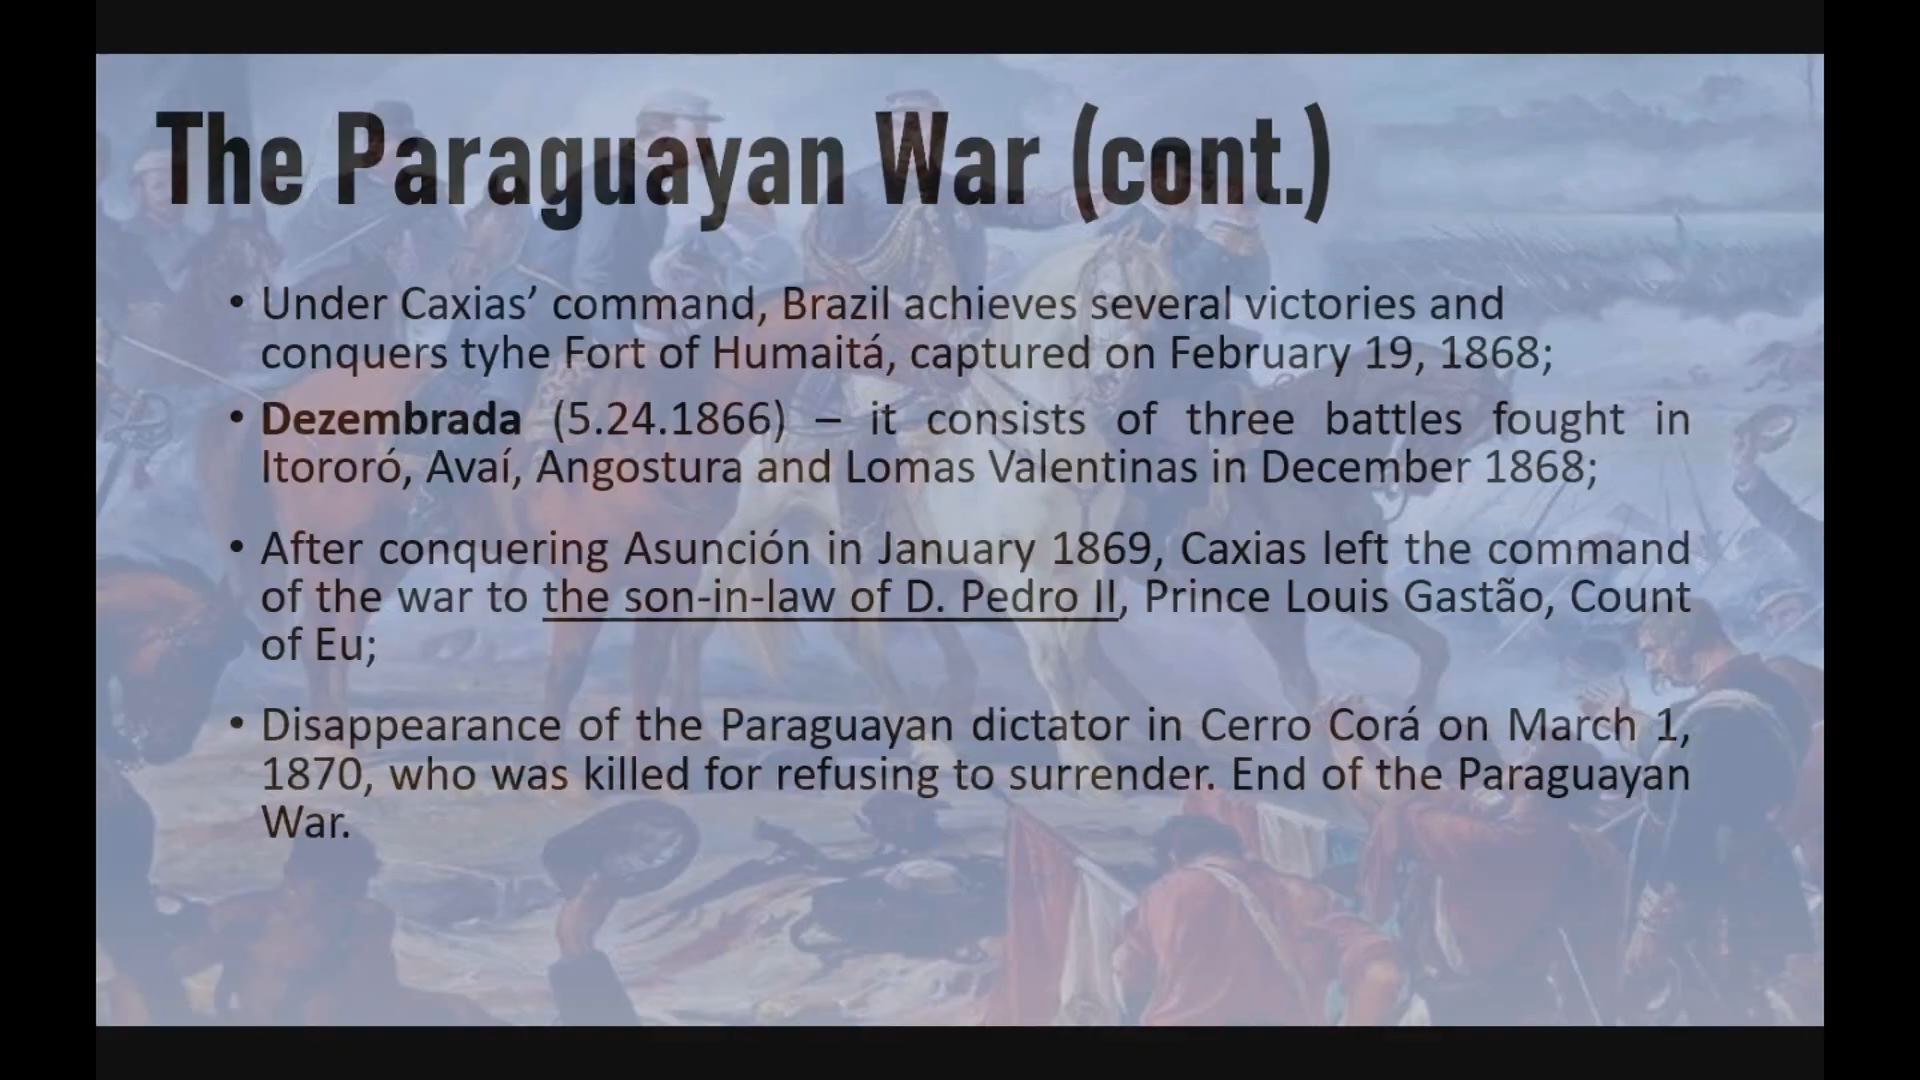 The Paraguayan War (cont.)
• Under Caxias’ command, Brazil achieves several victories and
conquers tyhe Fort of Humaitá, captured on February 19, 1868;
• Dezembrada (5.24.1866) – it consists of three battles fought in
Itororó, Avaí, Angostura and Lomas Valentinas in December 1868;
• After conquering Asunción in January 1869, Caxias left the command
of the war to the son-in-law of D. Pedro II, Prince Louis Gastão, Count
of Eu;
• Disappearance of the Paraguayan dictator in Cerro Corá on March 1,
1870, who was killed for refusing to surrender. End of the Paraguayan
War.